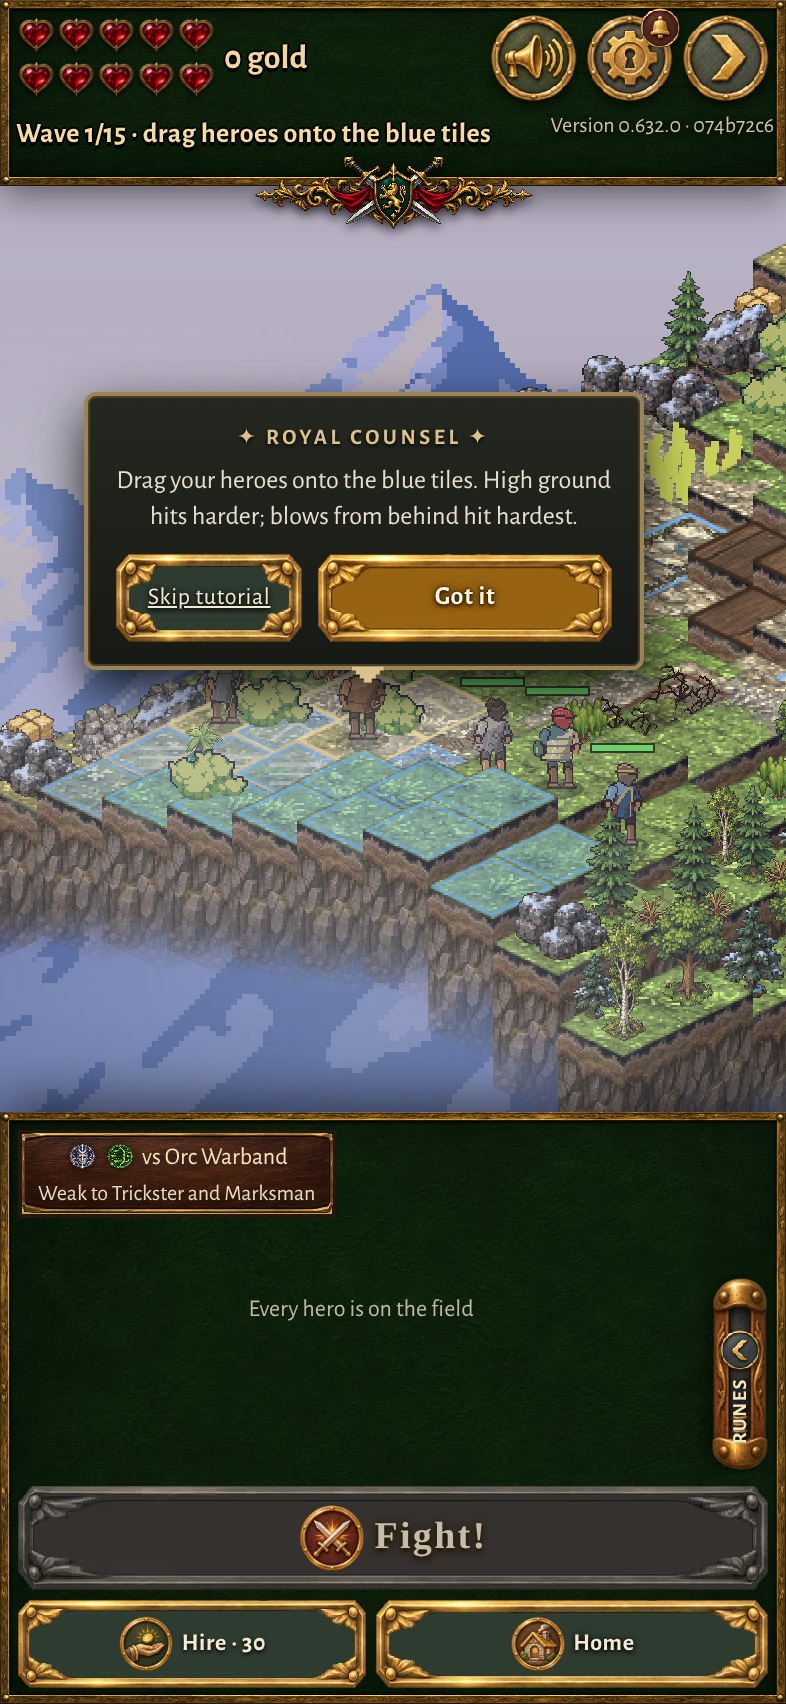 0 gold
Wave 1/15 · drag heroes onto the blue tiles
Version 0.632.0 · 074b72c6
✦ ROYAL COUNSEL ✦
Drag your heroes onto the blue tiles. High ground
hits harder; blows from behind hit hardest.
Skip tutorial
Got it
vs Orc Warband
Weak to Trickster and Marksman
Every hero is on the field
RUNES
Fight!
Hire · 30
Home